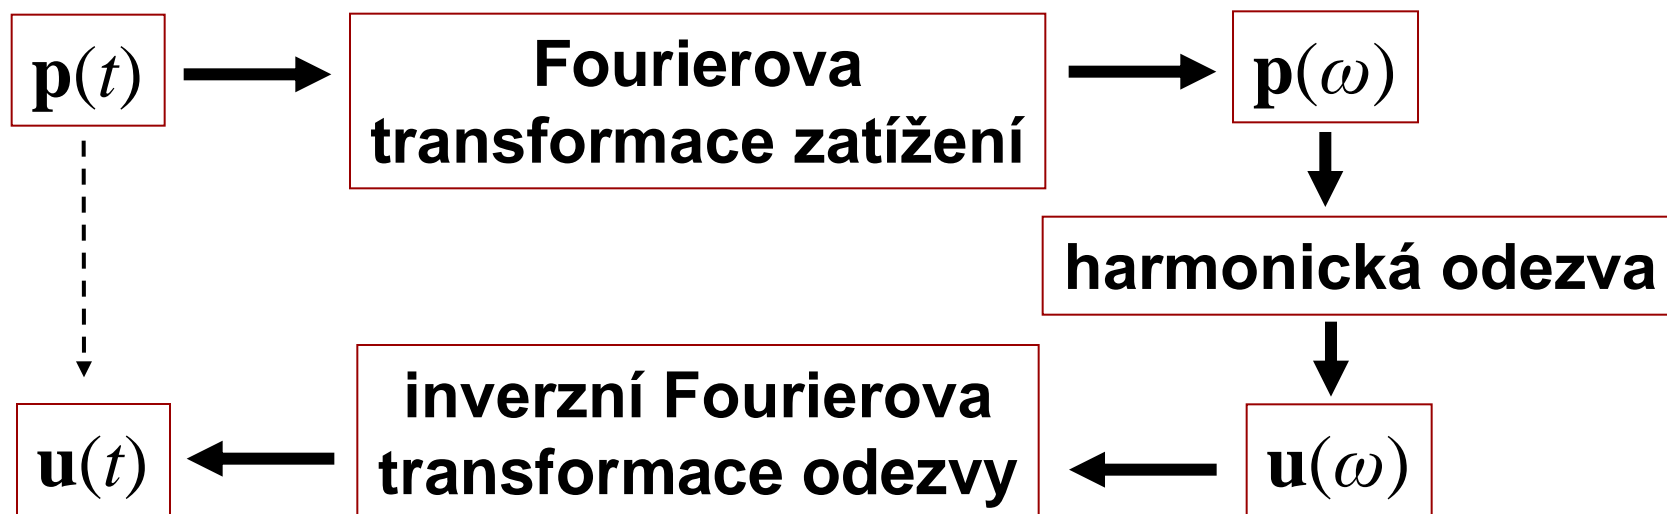 p(t)
Fourierova
transformace zatížení
p(ω)
harmonická odezva
u(ω)
inverzní Fourierova
transformace odezvy
u(t)